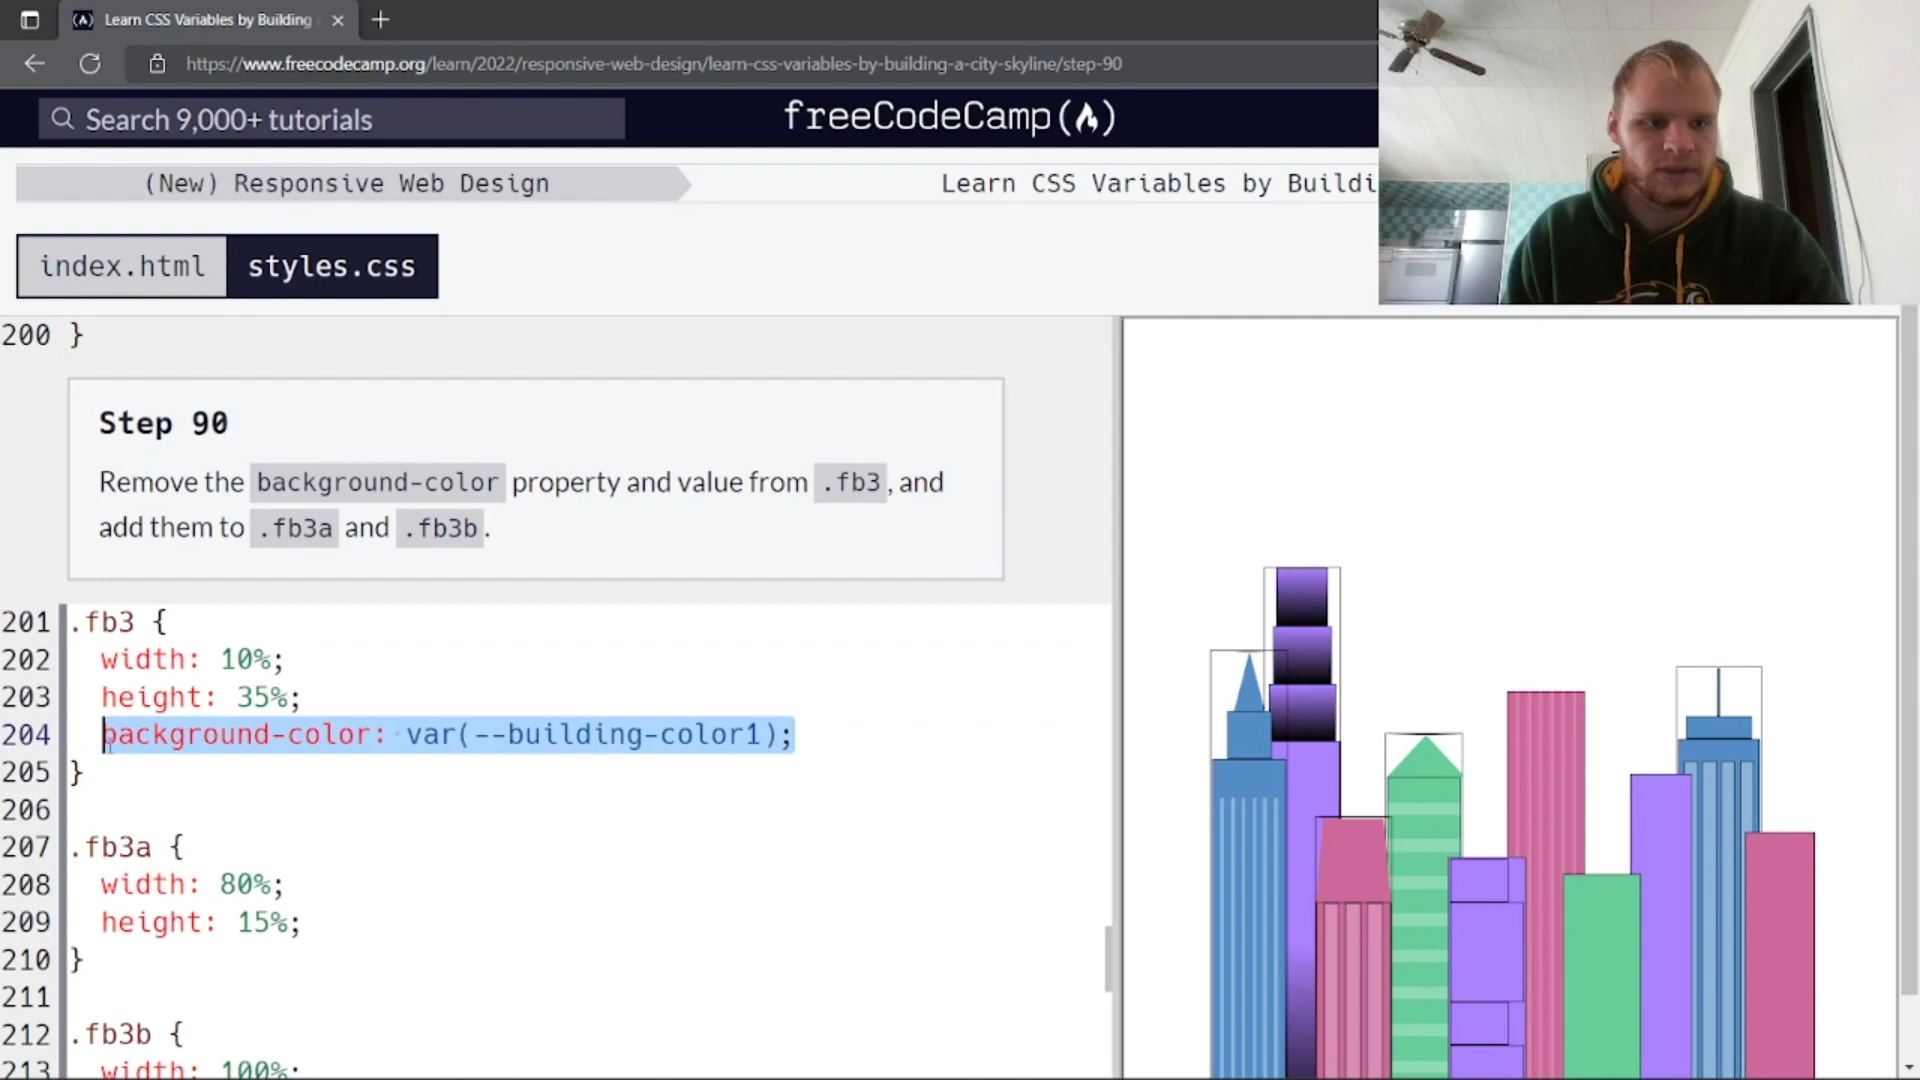 Learn CSS Variables by Building
https://www.freecodecamp.org/learn/2022/responsive-web-design/learn-css-variables-by-building-a-city-skyline/step-90
Search 9,000+ tutorials
freeCodeCamp(🔥)
(New) Responsive Web Design
Learn CSS Variables by Buildi
index.html
styles.css
200 }
Step 90
Remove the background-color property and value from .fb3, and
add them to .fb3a and .fb3b.
201 .fb3 {
202 width: 10%;
203 height: 35%;
204 background-color: var(--building-color1);
205 }
206
207 .fb3a {
208 width: 80%;
209 height: 15%;
210 }
211
212 .fb3b {
213 width: 100%;